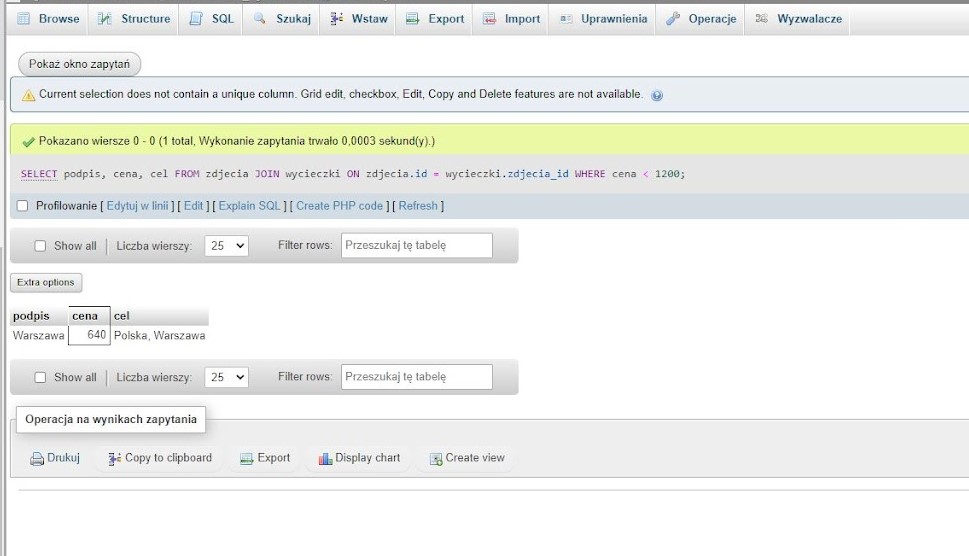 Browse Structure SQL Szukaj Wstaw Export Import Uprawnienia Operacje Wyzwalacze
Pokaż okno zapytań
Current selection does not contain a unique column. Grid edit, checkbox, Edit, Copy and Delete features are not available.
Pokazano wiersze 0 - 0 (1 total, Wykonanie zapytania trwało 0,0003 sekund(y).)
SELECT podpis, cena, cel FROM zdjecia JOIN wycieczki ON zdjecia.id = wycieczki.zdjecia_id WHERE cena < 1200;
Profilowanie [ Edytuj w linii ] [ Edit ] [ Explain SQL ] [ Create PHP code ] [ Refresh ]
Show all Liczba wierszy: 25 Filter rows: Przeszukaj tę tabelę
Extra options
podpis cena cel
Warszawa 640 Polska, Warszawa
Show all Liczba wierszy: 25 Filter rows: Przeszukaj tę tabelę
Operacja na wynikach zapytania
Drukuj Copy to clipboard Export Display chart Create view